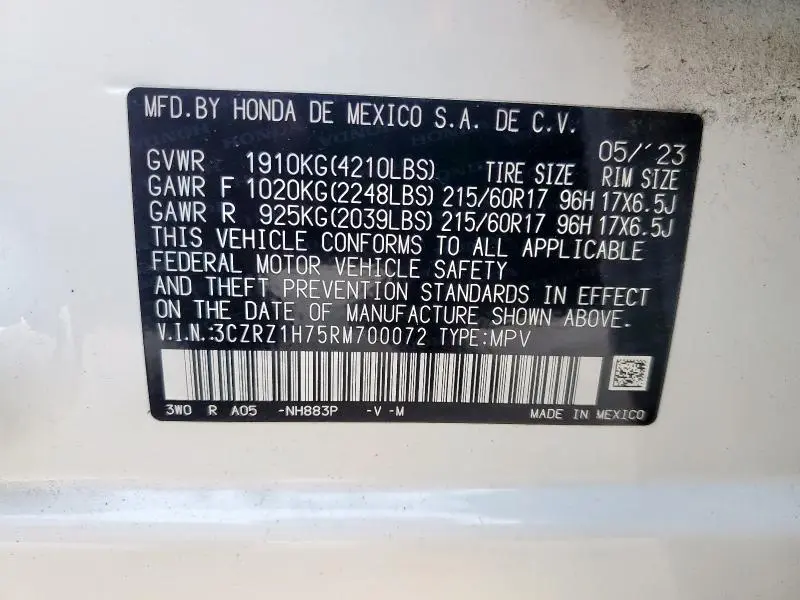 MFD.BY HONDA DE MEXICO S.A. DE C.V.
05/'23
GVWR 1910KG(4210LBS) TIRE SIZE RIM SIZE
GAWR F 1020KG(2248LBS) 215/60R17 96H 17X6.5J
GAWR R 925KG(2039LBS) 215/60R17 96H 17X6.5J
THIS VEHICLE CONFORMS TO ALL APPLICABLE
FEDERAL MOTOR VEHICLE SAFETY
AND THEFT PREVENTION STANDARDS IN EFFECT
ON THE DATE OF MANUFACTURE SHOWN ABOVE.
V.I.N.:3CZRZ1H75RM700072 TYPE:MPV
3W0 R A05 -NH883P -V -M MADE IN MEXICO